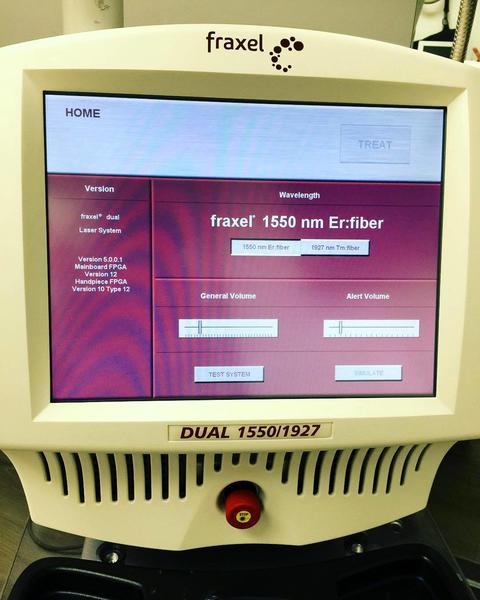 fraxel
HOME
TREAT
Version
fraxel® dual
Laser System
Version 5.0.0.1
Mainboard FPGA
Version 12
Handpiece FPGA
Version 10 Type 12
Wavelength
fraxel® 1550 nm Er:fiber
1550 nm Er:fiber
1927 nm Tm:fiber
General Volume
Alert Volume
TEST SYSTEM
SIMULATE
DUAL 1550/1927
STOP